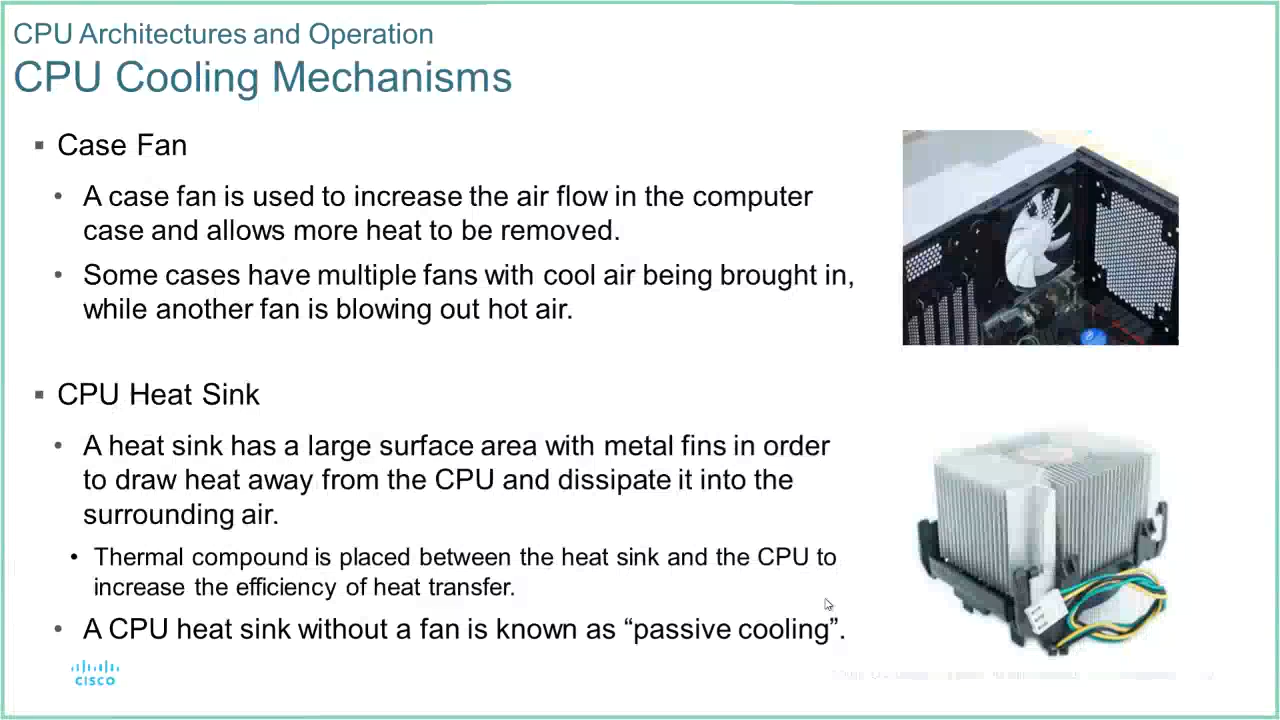 CPU Architectures and Operation
CPU Cooling Mechanisms
▪ Case Fan
• A case fan is used to increase the air flow in the computer
case and allows more heat to be removed.
• Some cases have multiple fans with cool air being brought in,
while another fan is blowing out hot air.
▪ CPU Heat Sink
• A heat sink has a large surface area with metal fins in order
to draw heat away from the CPU and dissipate it into the
surrounding air.
• Thermal compound is placed between the heat sink and the CPU to
increase the efficiency of heat transfer.
• A CPU heat sink without a fan is known as “passive cooling”.
CISCO